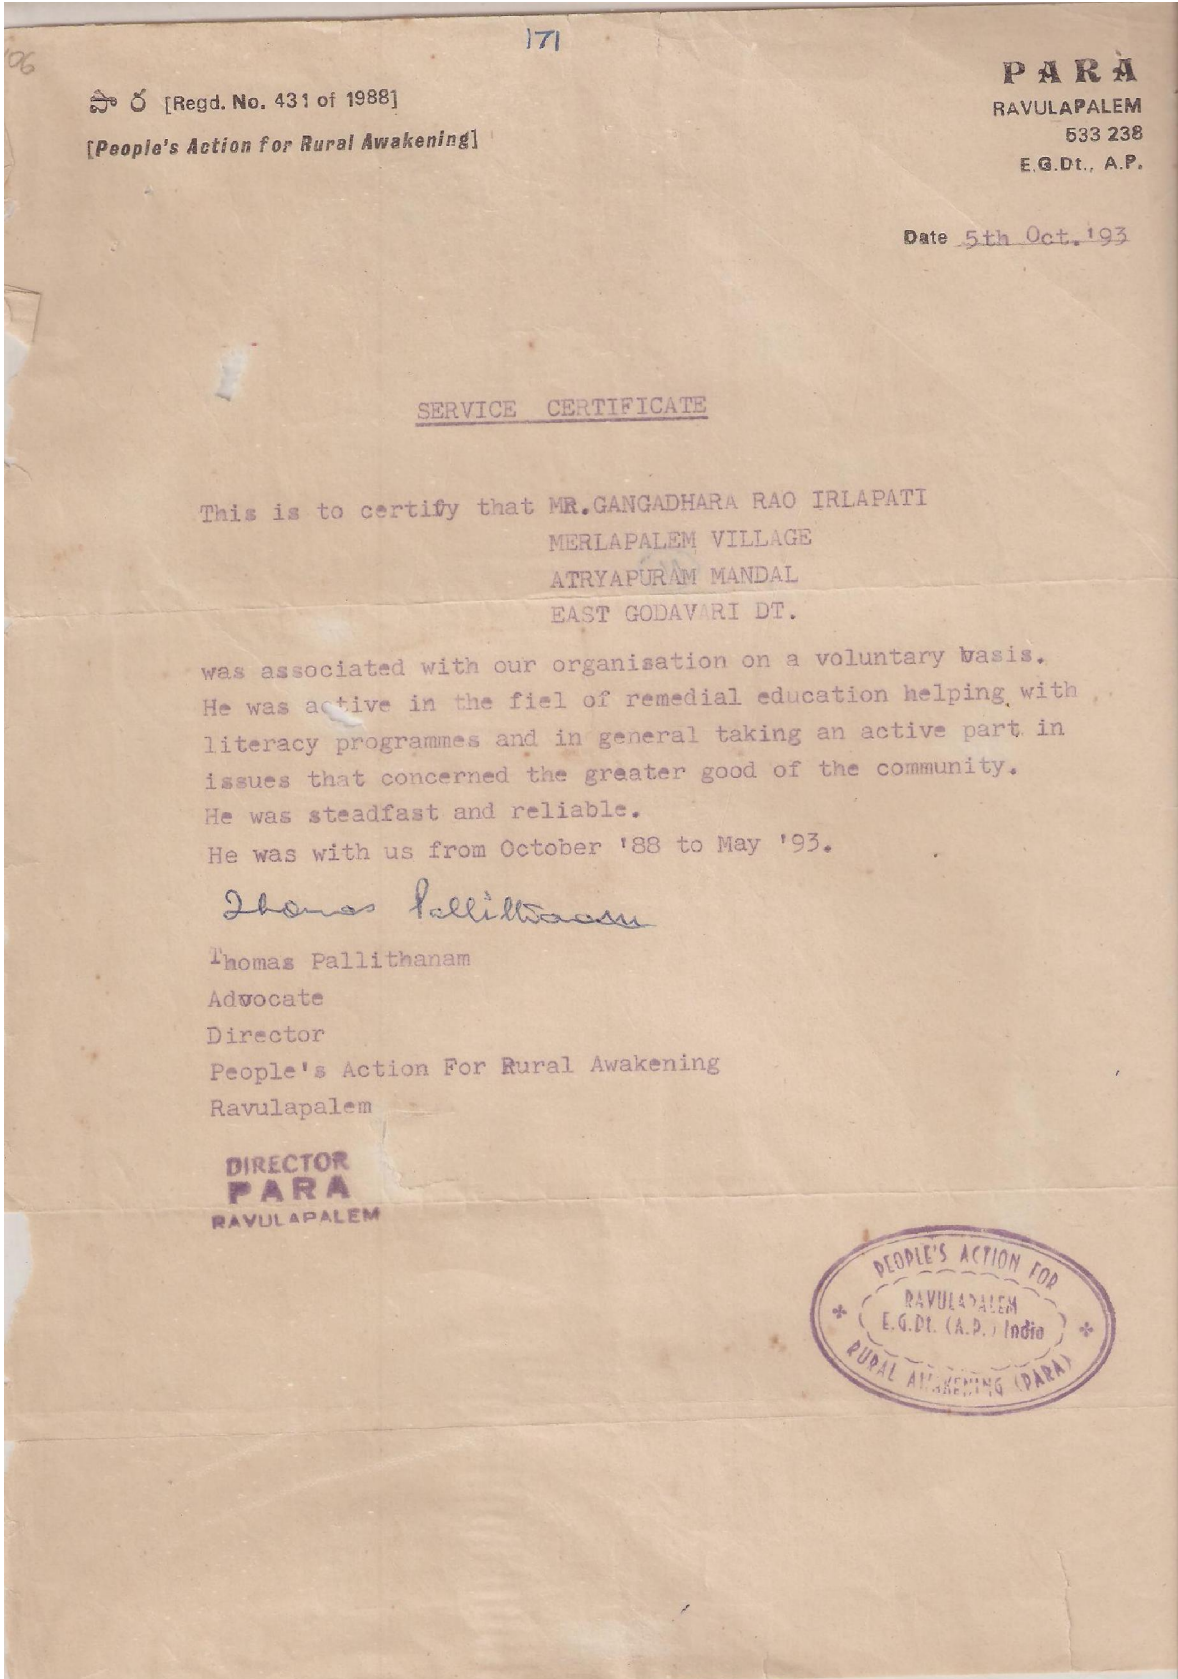 171
06
పా ర [Regd. No. 431 of 1988]
[People's Action for Rural Awakening]
PARA
RAVULAPALEM
533 238
E.G.Dt., A.P.
Date 5th Oct.'93
SERVICE CERTIFICATE
This is to certify that MR.GANGADHARA RAO IRLAPATI
MERLAPALEM VILLAGE
ATRYAPURAM MANDAL
EAST GODAVARI DT.
was associated with our organisation on a voluntary basis.
He was active in the fiel of remedial education helping with
literacy programmes and in general taking an active part in
issues that concerned the greater good of the community.
He was steadfast and reliable.
He was with us from October '88 to May '93.
Thomas Pallithanam
Thomas Pallithanam
Advocate
Director
People's Action For Rural Awakening
Ravulapalem
DIRECTOR
PARA
RAVULAPALEM
PEOPLE'S ACTION FOR
RAVULAPALEM
E.G.Dt. (A.P.) India
RURAL AWAKENING (PARA)